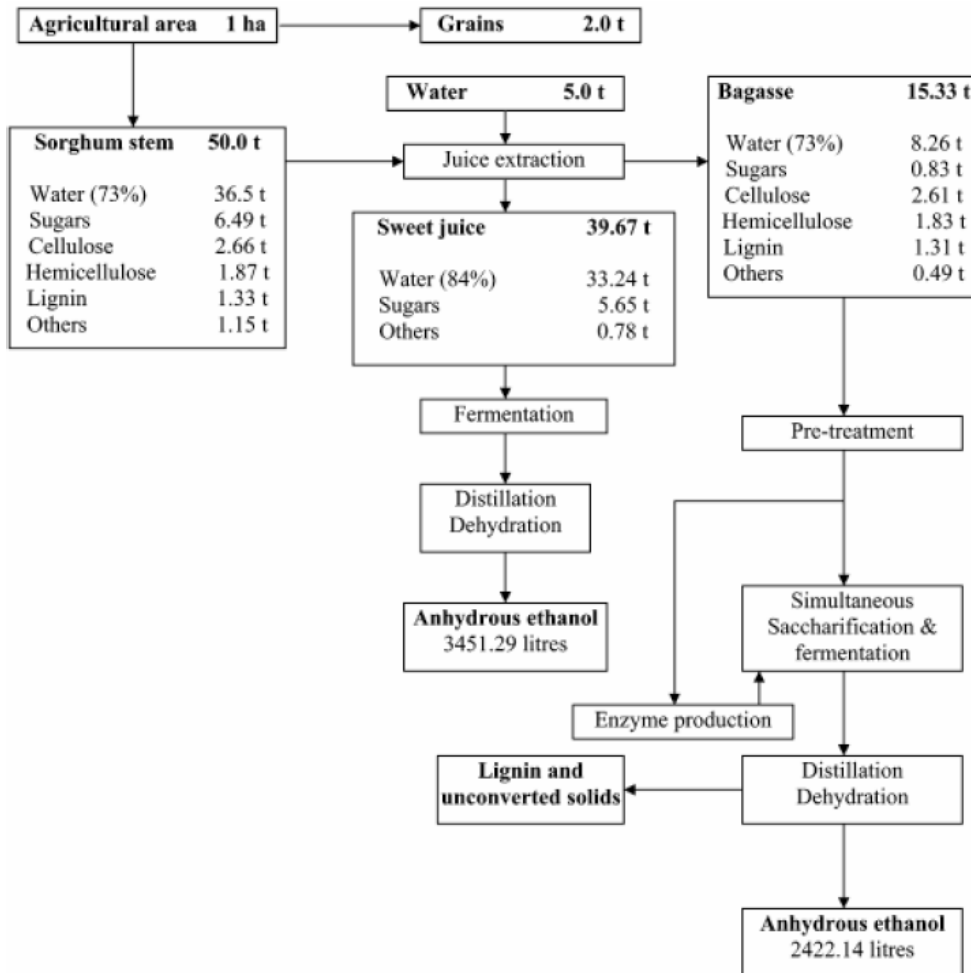 Agricultural area 1 ha
Grains 2.0 t
Water 5.0 t
Bagasse 15.33 t
Water (73%) 8.26 t
Sugars 0.83 t
Cellulose 2.61 t
Hemicellulose 1.83 t
Lignin 1.31 t
Others 0.49 t
Sorghum stem 50.0 t
Water (73%) 36.5 t
Sugars 6.49 t
Cellulose 2.66 t
Hemicellulose 1.87 t
Lignin 1.33 t
Others 1.15 t
Juice extraction
Sweet juice 39.67 t
Water (84%) 33.24 t
Sugars 5.65 t
Others 0.78 t
Fermentation
Pre-treatment
Distillation
Dehydration
Anhydrous ethanol
3451.29 litres
Simultaneous
Saccharification &
fermentation
Enzyme production
Lignin and
unconverted solids
Distillation
Dehydration
Anhydrous ethanol
2422.14 litres